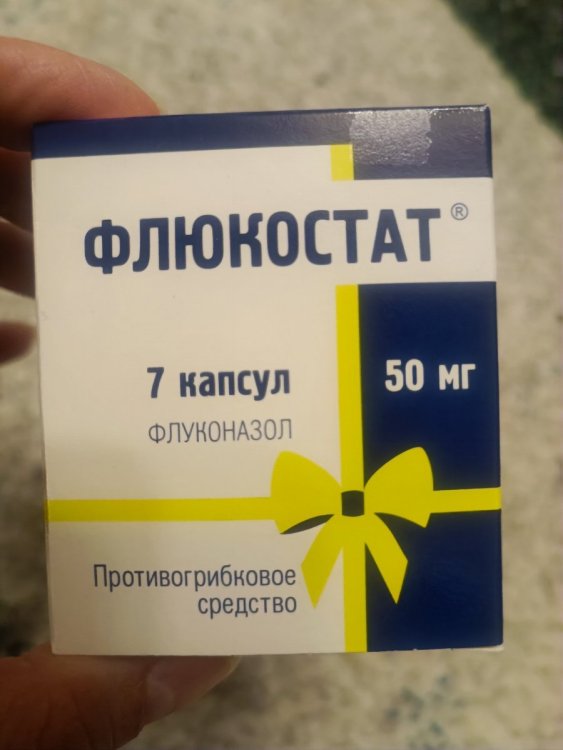 ФЛЮКОСТАТ®
7 капсул
50 мг
ФЛУКОНАЗОЛ
Противогрибковое
средство